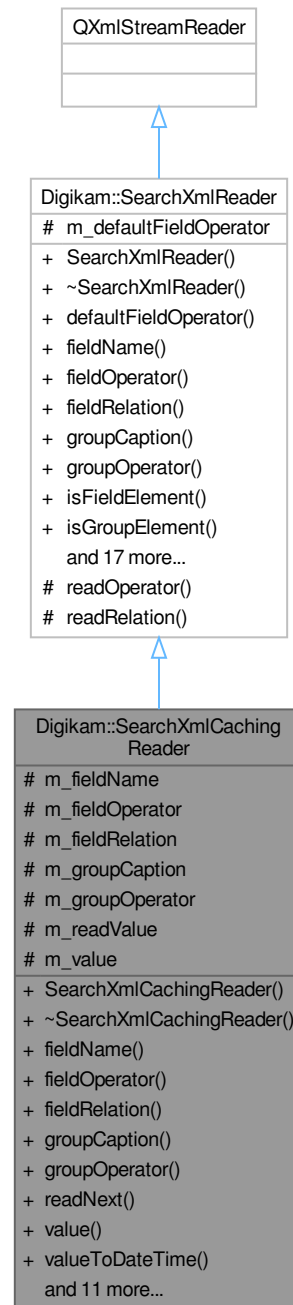 QXmlStreamReader
Digikam::SearchXmlReader
# m_defaultFieldOperator
+ SearchXmlReader()
+ ~SearchXmlReader()
+ defaultFieldOperator()
+ fieldName()
+ fieldOperator()
+ fieldRelation()
+ groupCaption()
+ groupOperator()
+ isFieldElement()
+ isGroupElement()
and 17 more...
# readOperator()
# readRelation()
Digikam::SearchXmlCaching
Reader
# m_fieldName
# m_fieldOperator
# m_fieldRelation
# m_groupCaption
# m_groupOperator
# m_readValue
# m_value
+ SearchXmlCachingReader()
+ ~SearchXmlCachingReader()
+ fieldName()
+ fieldOperator()
+ fieldRelation()
+ groupCaption()
+ groupOperator()
+ readNext()
+ value()
+ valueToDateTime()
and 11 more...